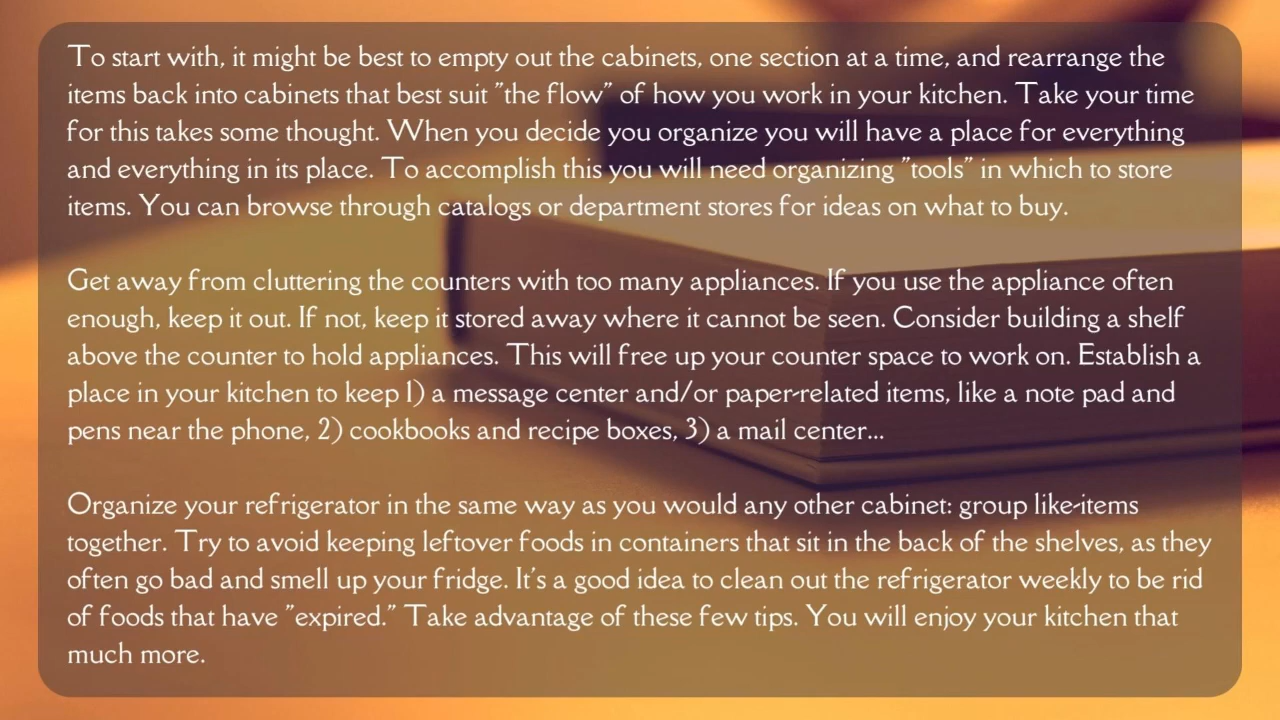 To start with, it might be best to empty out the cabinets, one section at a time, and rearrange the
items back into cabinets that best suit "the flow" of how you work in your kitchen. Take your time
for this takes some thought. When you decide you organize you will have a place for everything
and everything in its place. To accomplish this you will need organizing "tools" in which to store
items. You can browse through catalogs or department stores for ideas on what to buy.
Get away from cluttering the counters with too many appliances. If you use the appliance often
enough, keep it out. If not, keep it stored away where it cannot be seen. Consider building a shelf
above the counter to hold appliances. This will free up your counter space to work on. Establish a
place in your kitchen to keep 1) a message center and/or paper-related items, like a note pad and
pens near the phone, 2) cookbooks and recipe boxes, 3) a mail center...
Organize your refrigerator in the same way as you would any other cabinet: group like-items
together. Try to avoid keeping leftover foods in containers that sit in the back of the shelves, as they
often go bad and smell up your fridge. It's a good idea to clean out the refrigerator weekly to be rid
of foods that have "expired." Take advantage of these few tips. You will enjoy your kitchen that
much more.